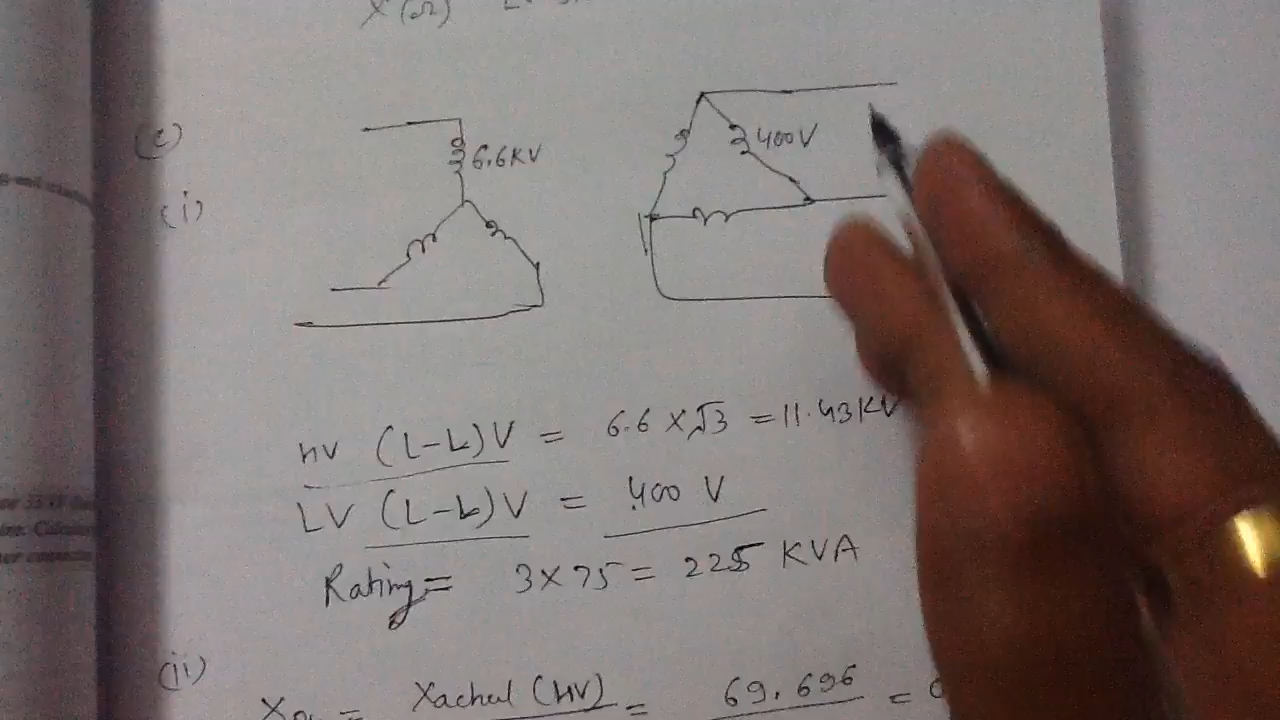 X(Ω)
(c)
6.6KV
400V
(i)
HV (L-L)V = 6.6 X √3 = 11.43KV
LV (L-L)V = 400 V
Rating = 3 X 75 = 225 KVA
(ii)
Xactual (HV) = 69.696 =